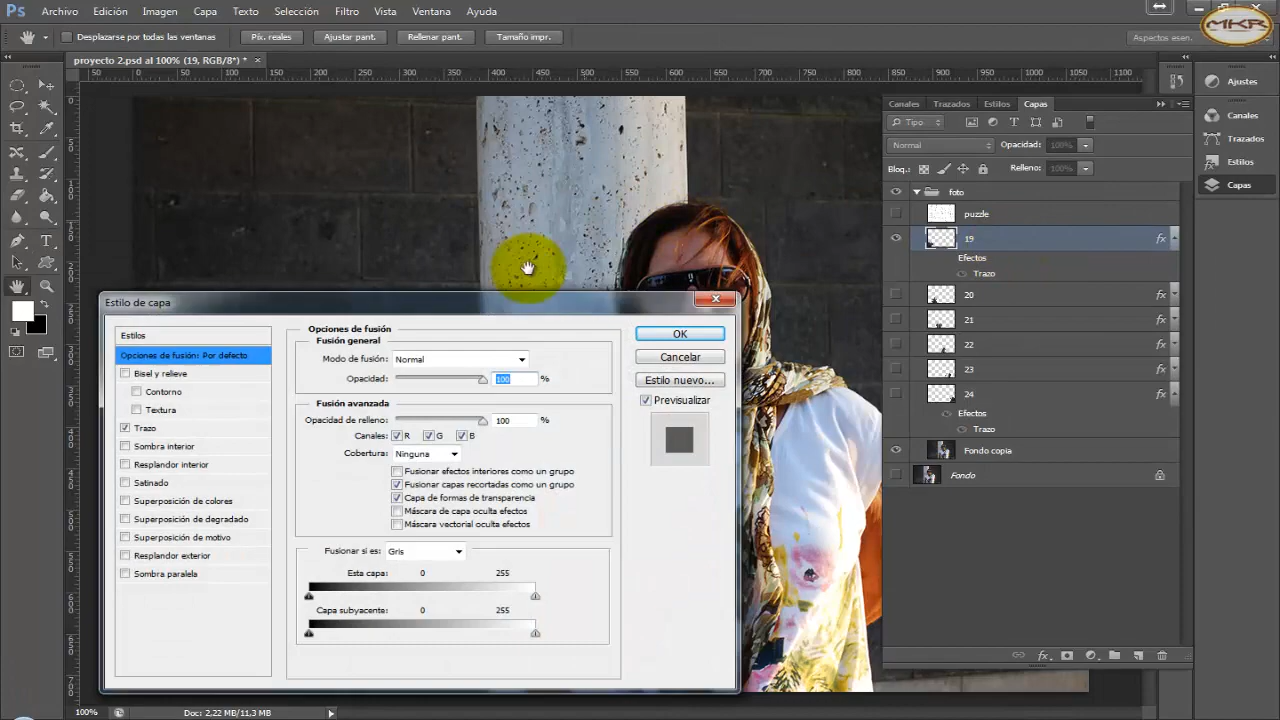 Ps Archivo Edición Imagen Capa Texto Selección Filtro Vista Ventana Ayuda
MKR
Desplazarse por todas las ventanas Píx. reales Ajustar pant. Rellenar pant. Tamaño impr. Aspectos esen.
proyecto 2.psd al 100% (19, RGB/8*) * ×
50 0 50 100 150 200 250 300 350 400 450 500 550 600 650 700 750 800 850 900 950 1000 1050 1100
Canales Trazados Estilos Capas
Ajustes
Canales
Trazados
Estilos
Capas
Tipo
Normal Opacidad: 100%
Bloq.: Relleno: 100%
foto
puzzle
19 fx
Efectos
Trazo
20 fx
21 fx
22 fx
23 fx
24 fx
Efectos
Trazo
Fondo copia
Fondo
Estilo de capa
Estilos
Opciones de fusión: Por defecto
Bisel y relieve
Contorno
Textura
Trazo
Sombra interior
Resplandor interior
Satinado
Superposición de colores
Superposición de degradado
Superposición de motivo
Resplandor exterior
Sombra paralela
Opciones de fusión
Fusión general
Modo de fusión: Normal
Opacidad: 100 %
Fusión avanzada
Opacidad de relleno: 100 %
Canales: R G B
Cobertura: Ninguna
Fusionar efectos interiores como un grupo
Fusionar capas recortadas como un grupo
Capa de formas de transparencia
Máscara de capa oculta efectos
Máscara vectorial oculta efectos
Fusionar si es: Gris
Esta capa: 0 255
Capa subyacente: 0 255
OK
Cancelar
Estilo nuevo...
Previsualizar
fx
100% Doc: 2,22 MB/11,3 MB